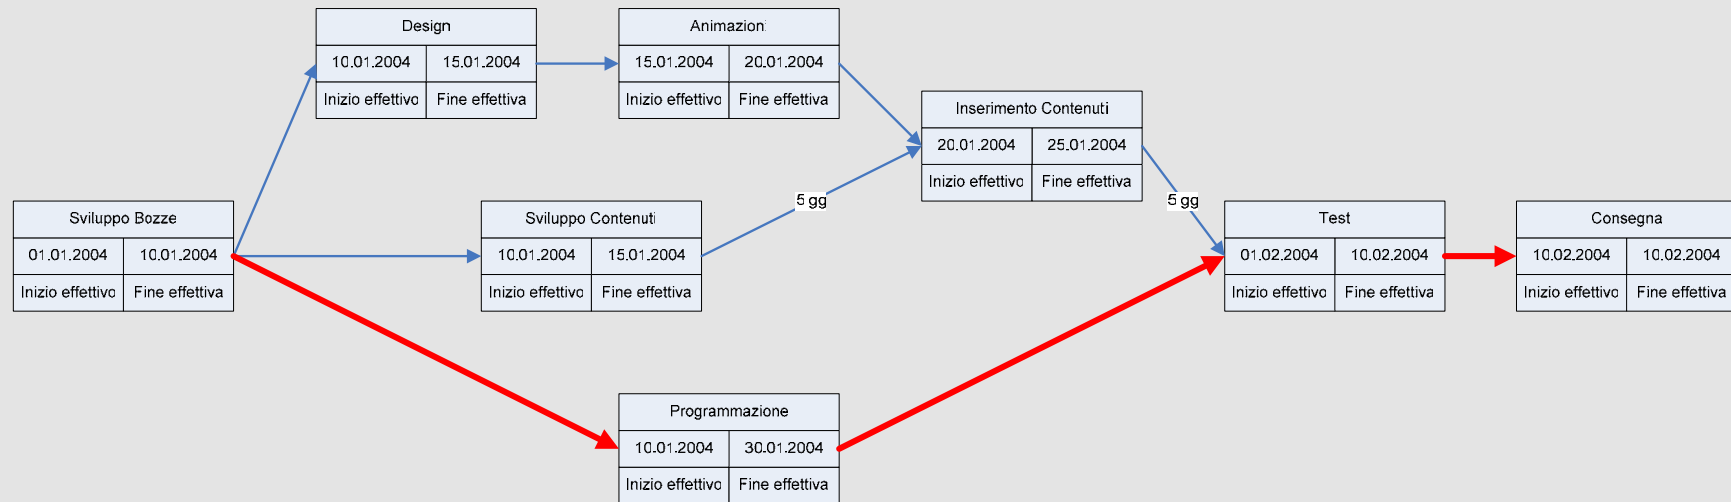 Design
10.01.2004 15.01.2004
Inizio effettivo Fine effettiva
Animazioni
15.01.2004 20.01.2004
Inizio effettivo Fine effettiva
Inserimento Contenuti
20.01.2004 25.01.2004
Inizio effettivo Fine effettiva
Sviluppo Bozze
01.01.2004 10.01.2004
Inizio effettivo Fine effettiva
Sviluppo Contenuti
10.01.2004 15.01.2004
Inizio effettivo Fine effettiva
5 gg
5 gg
Test
01.02.2004 10.02.2004
Inizio effettivo Fine effettiva
Consegna
10.02.2004 10.02.2004
Inizio effettivo Fine effettiva
Programmazione
10.01.2004 30.01.2004
Inizio effettivo Fine effettiva